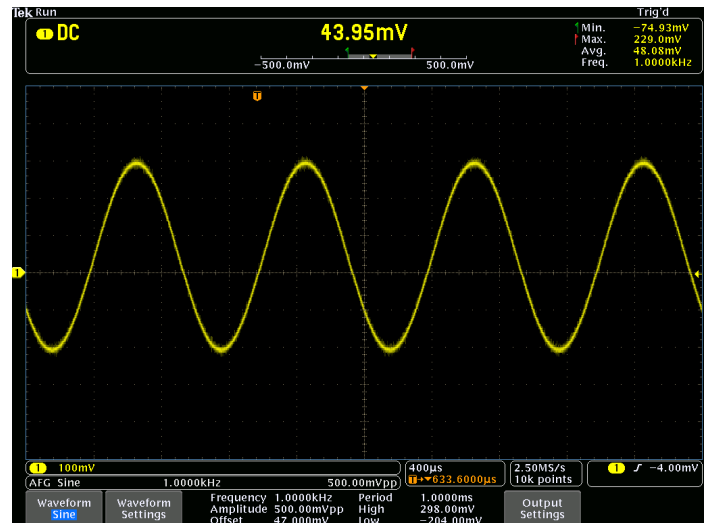 Tek Run Trig'd
1 DC 43.95mV
Min. -74.93mV
Max. 229.0mV
Avg. 48.08mV
Freq. 1.0000kHz
-500.0mV 500.0mV
T
1
1 100mV
400µs
T→▼633.6000µs
2.50MS/s
10k points
1 -4.00mV
AFG Sine 1.0000kHz 500.00mVpp
Waveform
Sine
Waveform
Settings
Frequency 1.0000kHz Period 1.0000ms
Amplitude 500.00mVpp High 298.00mV
Offset 47.000mV Low -204.00mV
Output
Settings